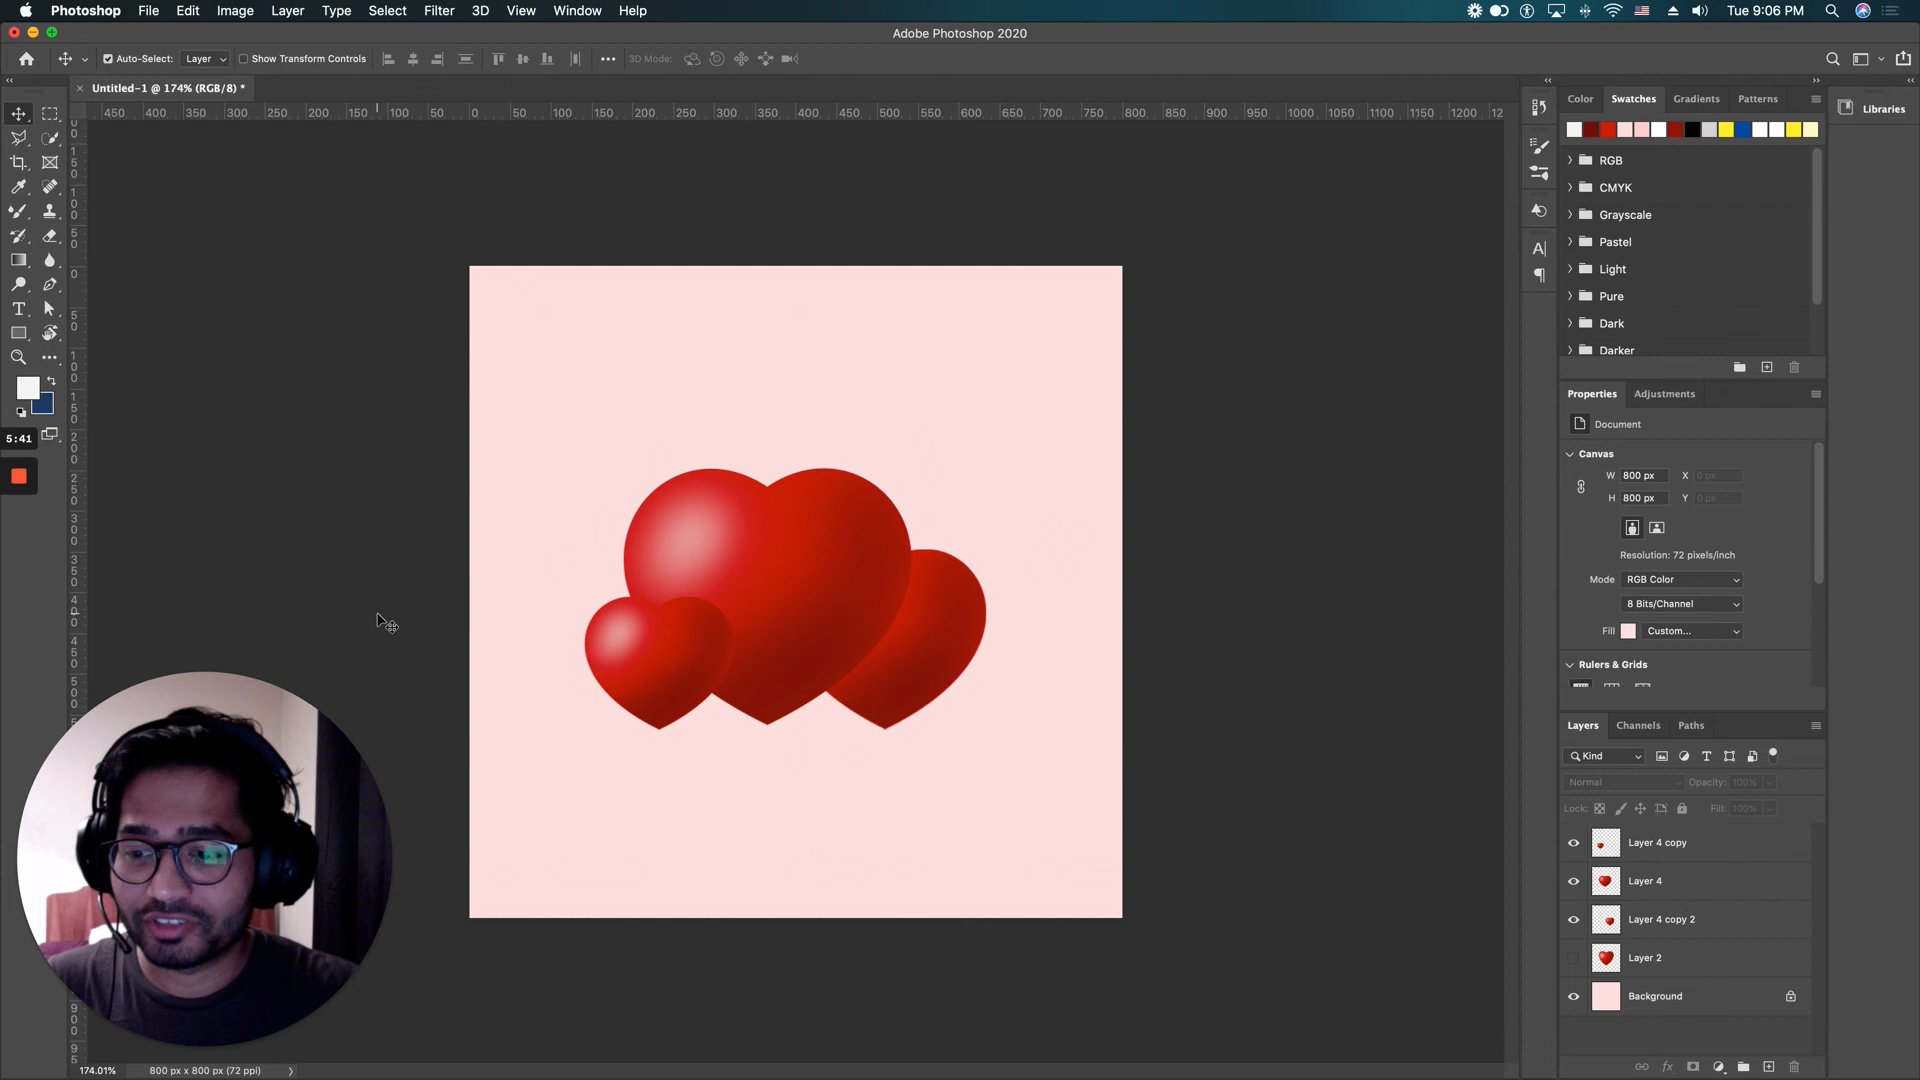 Photoshop File Edit Image Layer Type Select Filter 3D View Window Help Tue 9:06 PM
Adobe Photoshop 2020
Auto-Select: Layer Show Transform Controls 3D Mode:
Untitled-1 @ 174% (RGB/8) *
450 400 350 300 250 200 150 100 50 0 50 100 150 200 250 300 350 400 450 500 550 600 650 700 750 800 850 900 950 1000 1050 1100 1150 1200 12
Color Swatches Gradients Patterns
Libraries
RGB
CMYK
Grayscale
Pastel
Light
Pure
Dark
Darker
Properties Adjustments
Document
Canvas
W 800 px X 0 px
H 800 px Y 0 px
Resolution: 72 pixels/inch
Mode RGB Color
8 Bits/Channel
Fill Custom...
Rulers & Grids
5:41
Layers Channels Paths
Kind
Normal Opacity: 100%
Lock: Fill: 100%
Layer 4 copy
Layer 4
Layer 4 copy 2
Layer 2
Background
174.01% 800 px x 800 px (72 ppi)